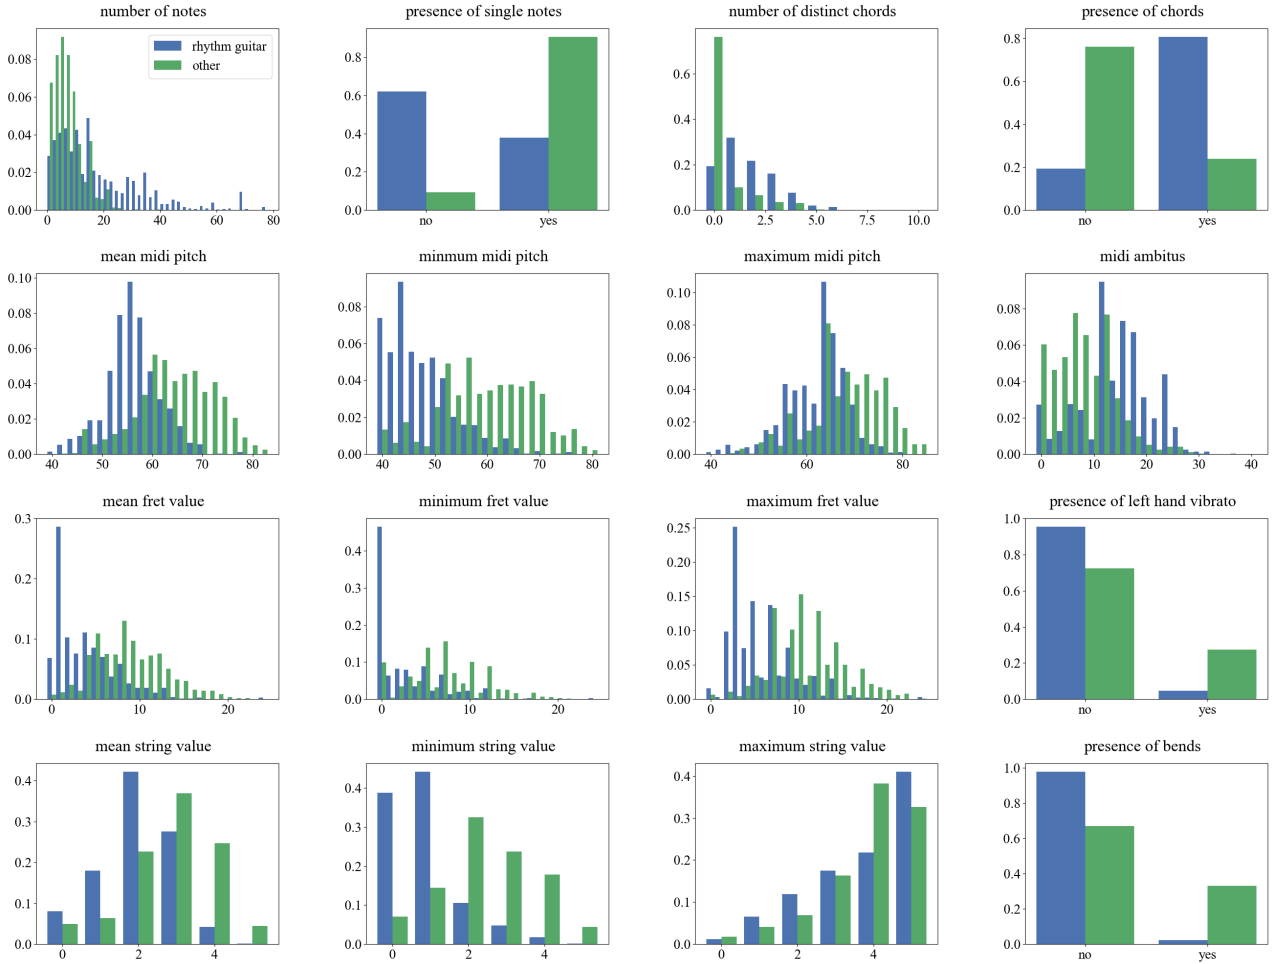 number of notes
0.08
0.06
0.04
0.02
0.00
0 20 40 60 80
rhythm guitar
other
presence of single notes
0.8
0.6
0.4
0.2
0.0
no yes
number of distinct chords
0.6
0.4
0.2
0.0
0.0 2.5 5.0 7.5 10.0
presence of chords
0.8
0.6
0.4
0.2
0.0
no yes
mean midi pitch
0.10
0.08
0.06
0.04
0.02
0.00
40 50 60 70 80
minmum midi pitch
0.08
0.06
0.04
0.02
0.00
40 50 60 70 80
maximum midi pitch
0.10
0.08
0.06
0.04
0.02
0.00
40 60 80
midi ambitus
0.08
0.06
0.04
0.02
0.00
0 10 20 30 40
mean fret value
0.3
0.2
0.1
0.0
0 10 20
minimum fret value
0.4
0.3
0.2
0.1
0.0
0 10 20
maximum fret value
0.25
0.20
0.15
0.10
0.05
0.00
0 10 20
presence of left hand vibrato
1.0
0.8
0.6
0.4
0.2
0.0
no yes
mean string value
0.4
0.3
0.2
0.1
0.0
0 2 4
minimum string value
0.4
0.3
0.2
0.1
0.0
0 2 4
maximum string value
0.4
0.3
0.2
0.1
0.0
0 2 4
presence of bends
1.0
0.8
0.6
0.4
0.2
0.0
no yes